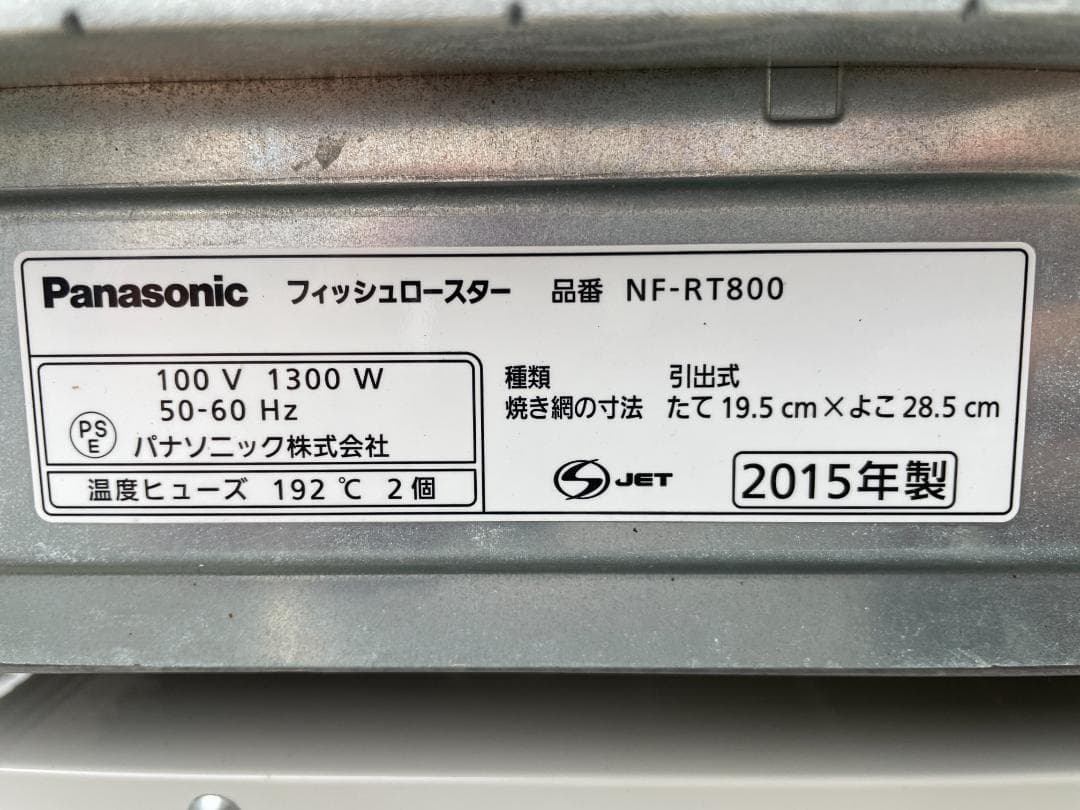 Panasonic フィッシュロースター 品番 NF-RT800
100 V 1300 W
50-60 Hz
PS E パナソニック株式会社
温度ヒューズ 192 ℃ 2 個
種類 引出式
焼き網の寸法 たて 19.5 cm×よこ 28.5 cm
S JET 2015年製